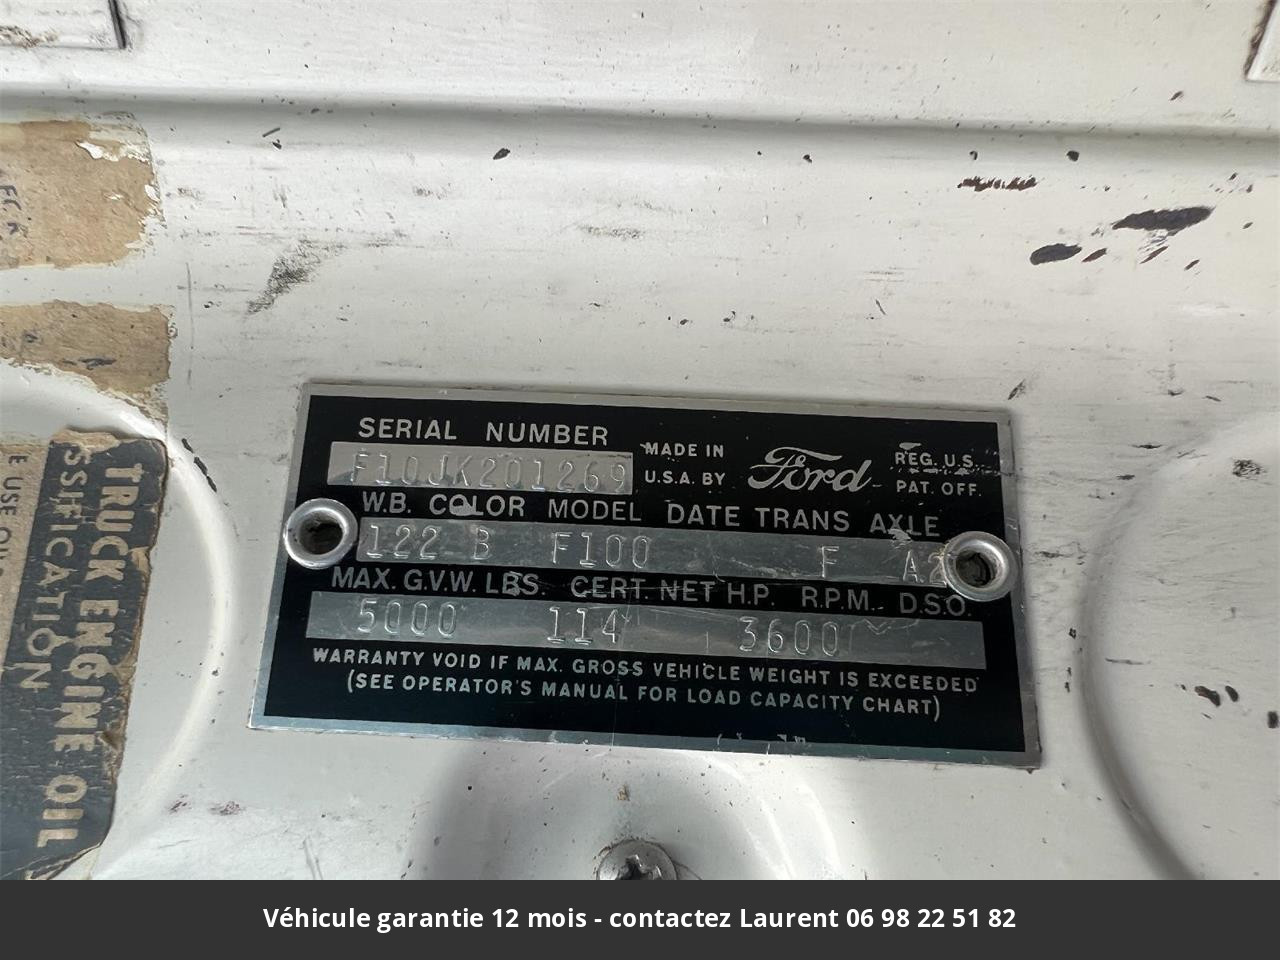 SERIAL NUMBER
F10JK201269
MADE IN
U.S.A. BY
Ford
REG. U.S.
PAT. OFF.
W.B. COLOR MODEL DATE TRANS AXLE
122 B F100 F A2
MAX. G.V.W. LBS. CERT. NET H.P. R.P.M. D.S.O.
5000 114 3600
WARRANTY VOID IF MAX. GROSS VEHICLE WEIGHT IS EXCEEDED
(SEE OPERATOR'S MANUAL FOR LOAD CAPACITY CHART)
TRUCK ENGINE OIL
SSIFICATION
E USE OIL
Véhicule garantie 12 mois - contactez Laurent 06 98 22 51 82